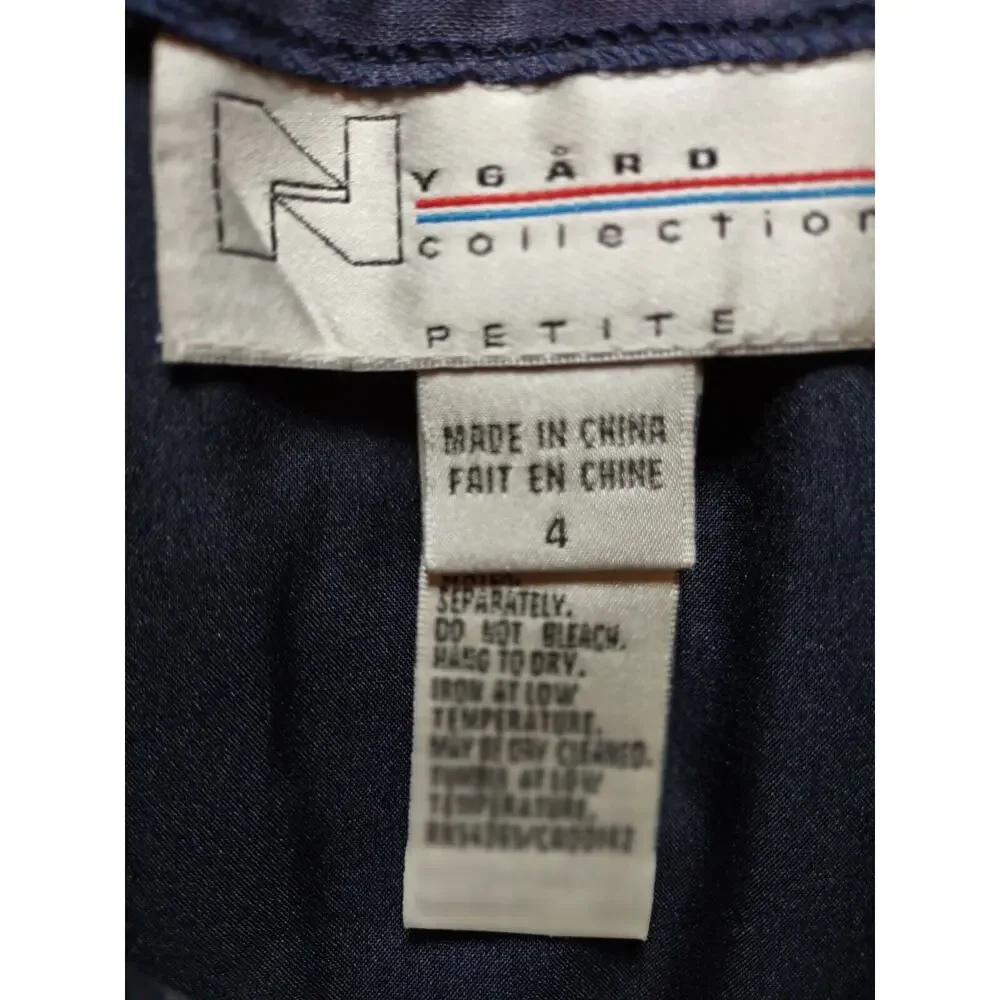 NYGÅRD
collection
PETITE
MADE IN CHINA
FAIT EN CHINE
4
SEPARATELY.
DO NOT BLEACH.
HANG TO DRY.
IRON AT LOW
TEMPERATURE.
MAY BE DRY CLEANED.
TUMBLE AT LOW
TEMPERATURE.